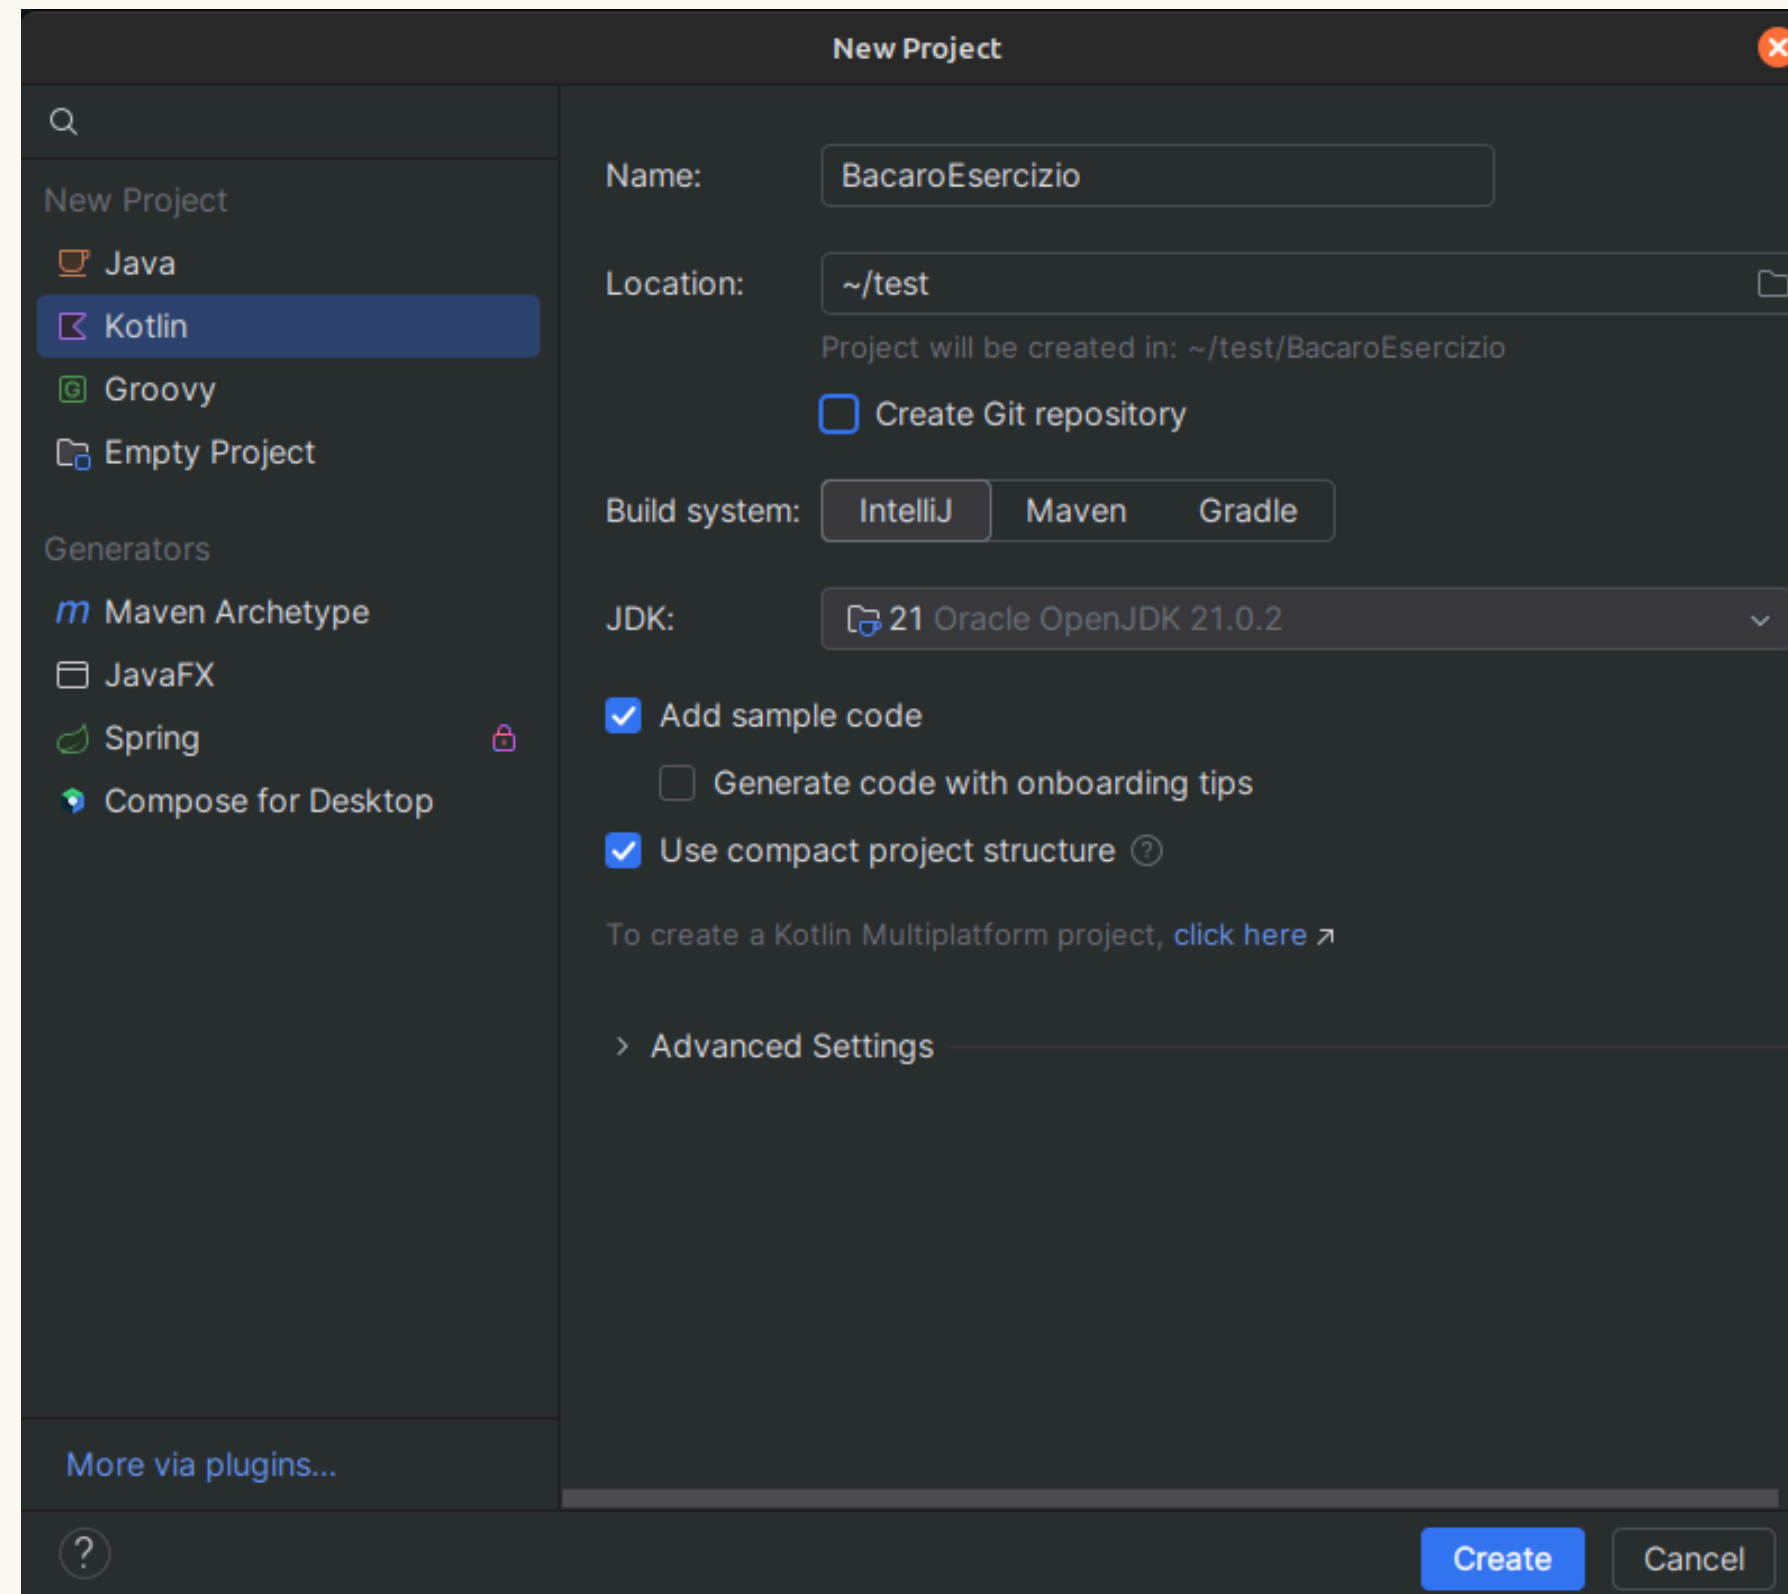 New Project
New Project
Java
Kotlin
Groovy
Empty Project
Generators
Maven Archetype
JavaFX
Spring
Compose for Desktop
More via plugins...
Name: BacaroEsercizio
Location: ~/test
Project will be created in: ~/test/BacaroEsercizio
Create Git repository
Build system: IntelliJ Maven Gradle
JDK: 21 Oracle OpenJDK 21.0.2
Add sample code
Generate code with onboarding tips
Use compact project structure ?
To create a Kotlin Multiplatform project, click here ↗
Advanced Settings
? Create Cancel